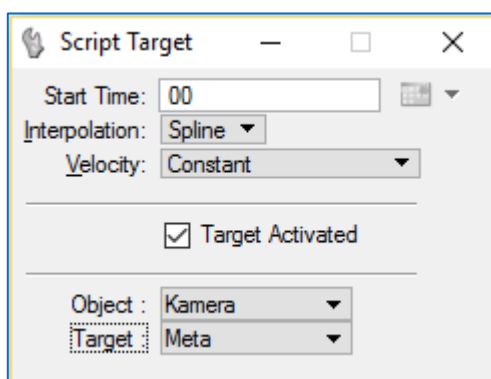 Script Target
Start Time: 00
Interpolation: Spline
Velocity: Constant
Target Activated
Object : Kamera
Target : Meta